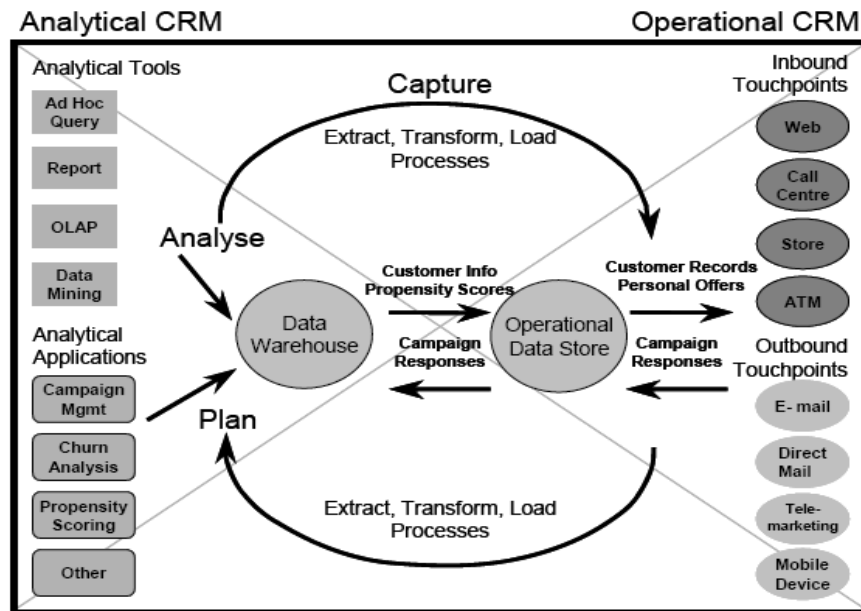 Analytical CRM
Operational CRM
Analytical Tools
Ad Hoc
Query
Report
OLAP
Data
Mining
Analytical
Applications
Campaign
Mgmt
Churn
Analysis
Propensity
Scoring
Other
Capture
Extract, Transform, Load
Processes
Analyse
Data
Warehouse
Customer Info
Propensity Scores
Campaign
Responses
Operational
Data Store
Customer Records
Personal Offers
Campaign
Responses
Plan
Extract, Transform, Load
Processes
Inbound
Touchpoints
Web
Call
Centre
Store
ATM
Outbound
Touchpoints
E- mail
Direct
Mail
Tele-
marketing
Mobile
Device